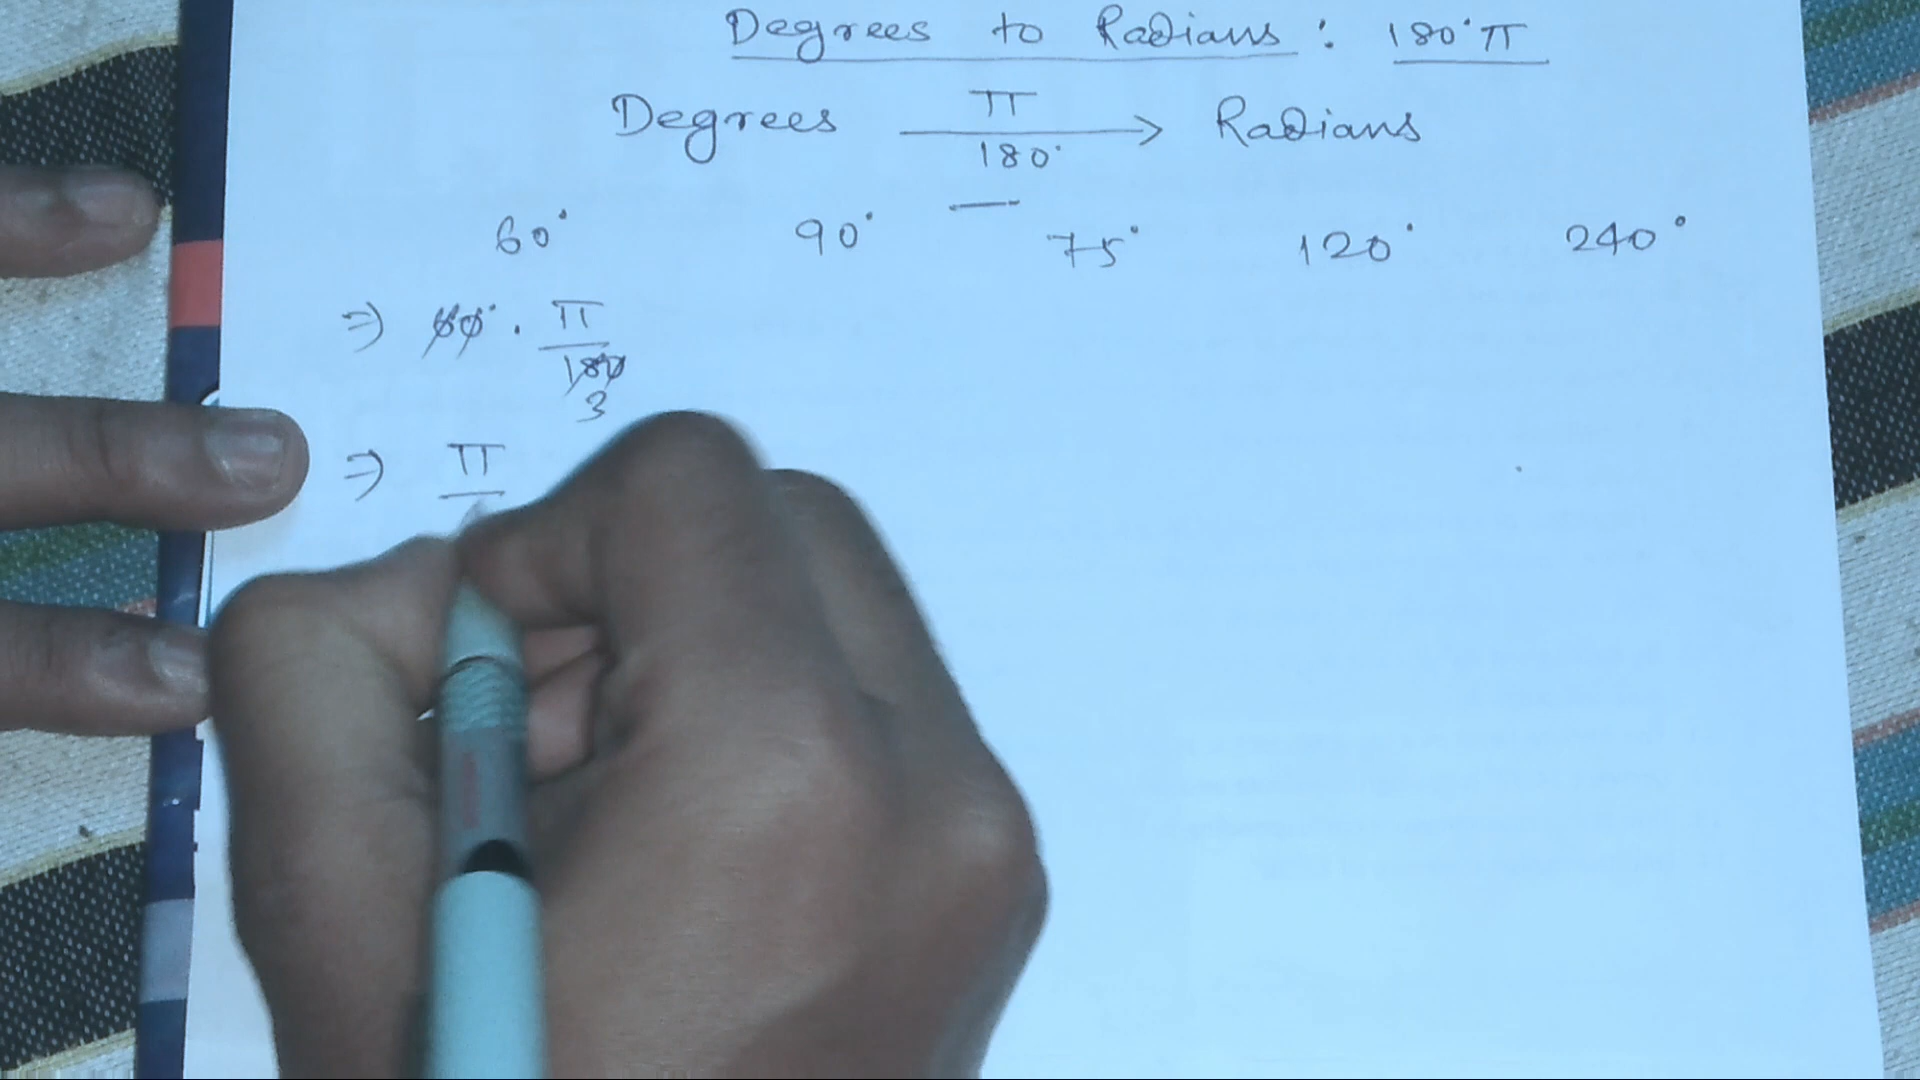 Degrees to Radians : 180° π
Degrees π/180° → Radians
60° 90° 75° 120° 240°
⇒ 60° . π/180
3
⇒ π